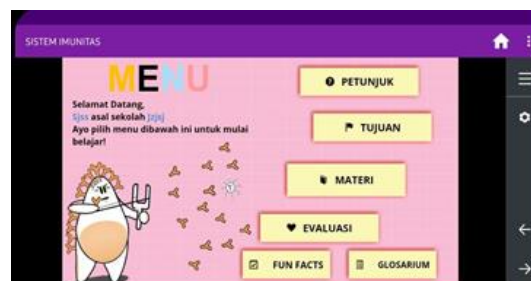 SISTEM IMUNITAS
MENU
Selamat Datang,
Sjss asal sekolah Jzjsj
Ayo pilih menu dibawah ini untuk mulai
belajar!
PETUNJUK
TUJUAN
MATERI
EVALUASI
FUN FACTS
GLOSARIUM